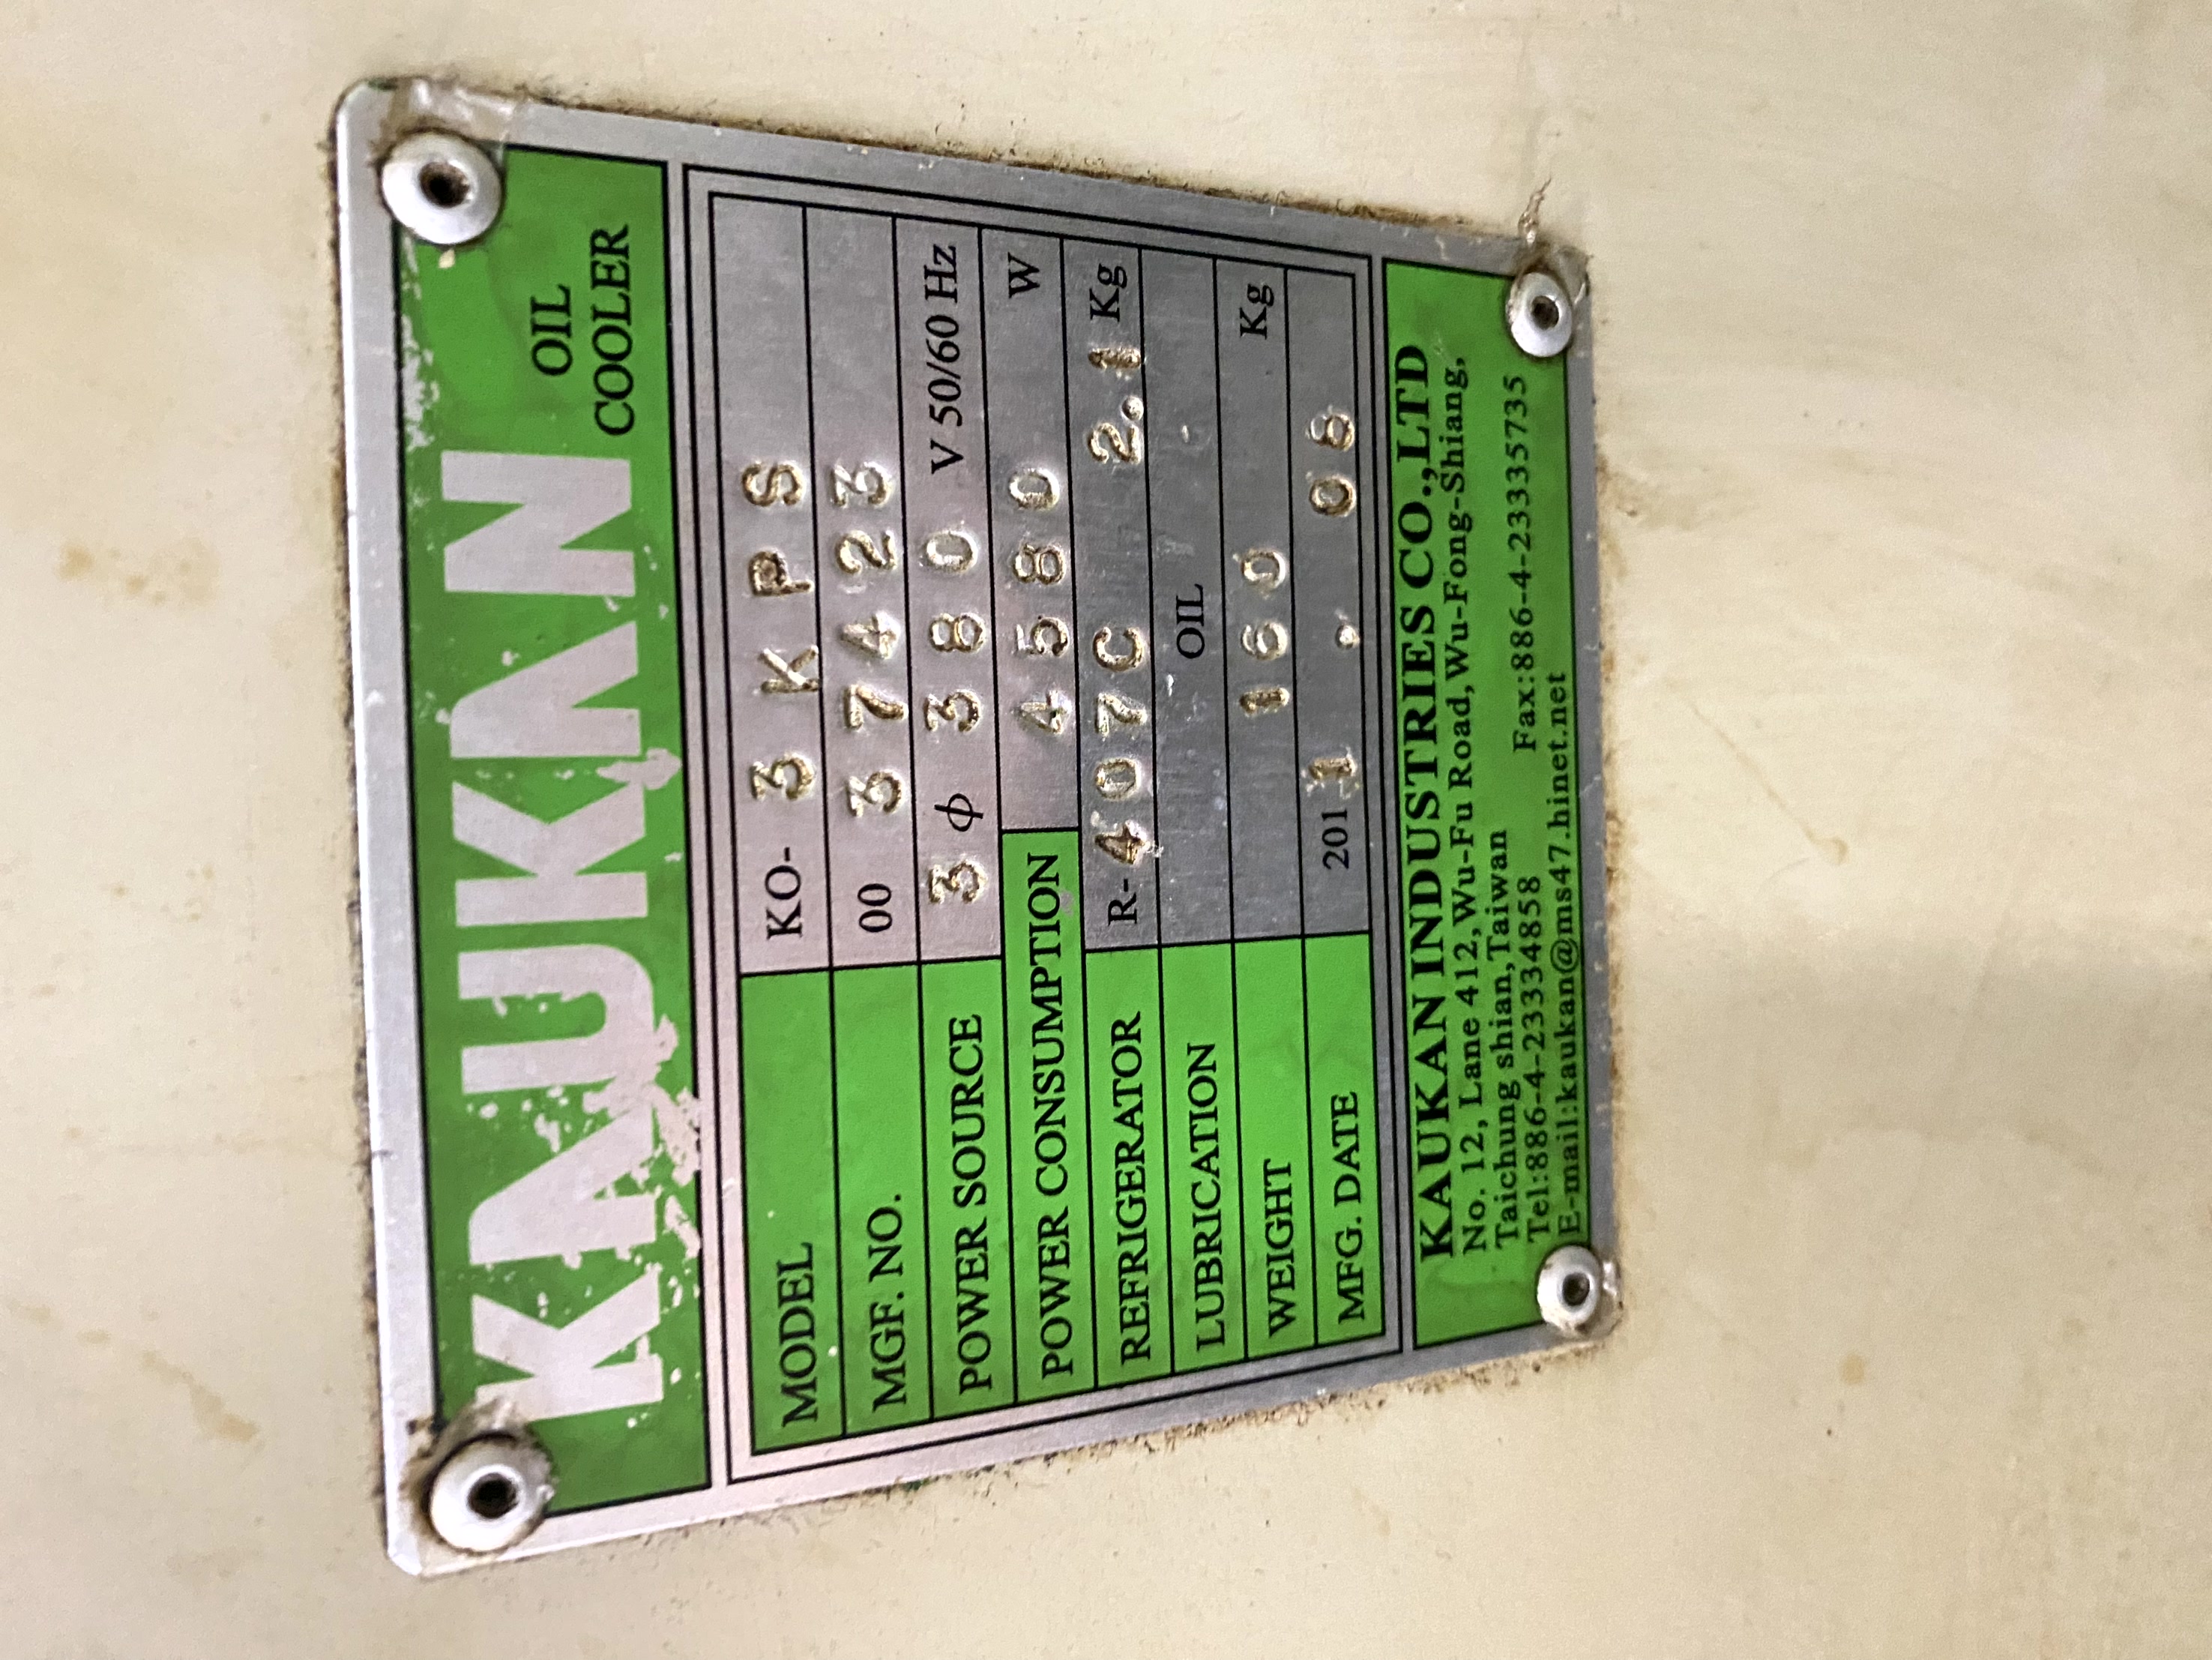 KAUKAN OIL COOLER
MODEL KO- 3 K P S
MGF. NO. 00 3 7 4 2 3
POWER SOURCE 3 ϕ 3 8 0 V 50/60 Hz
POWER CONSUMPTION 4 5 8 0 W
REFRIGERATOR R- 4 0 7 C 2.1 Kg
LUBRICATION OIL
WEIGHT 1 6 0 Kg
MFG. DATE 201 1 . 0 8
KAUKAN INDUSTRIES CO.,LTD
No. 12, Lane 412,Wu-Fu Road,Wu-Fong-Shiang,
Taichung shian,Taiwan
Tel:886-4-23334858 Fax:886-4-23335735
E-mail:kaukan@ms47.hinet.net